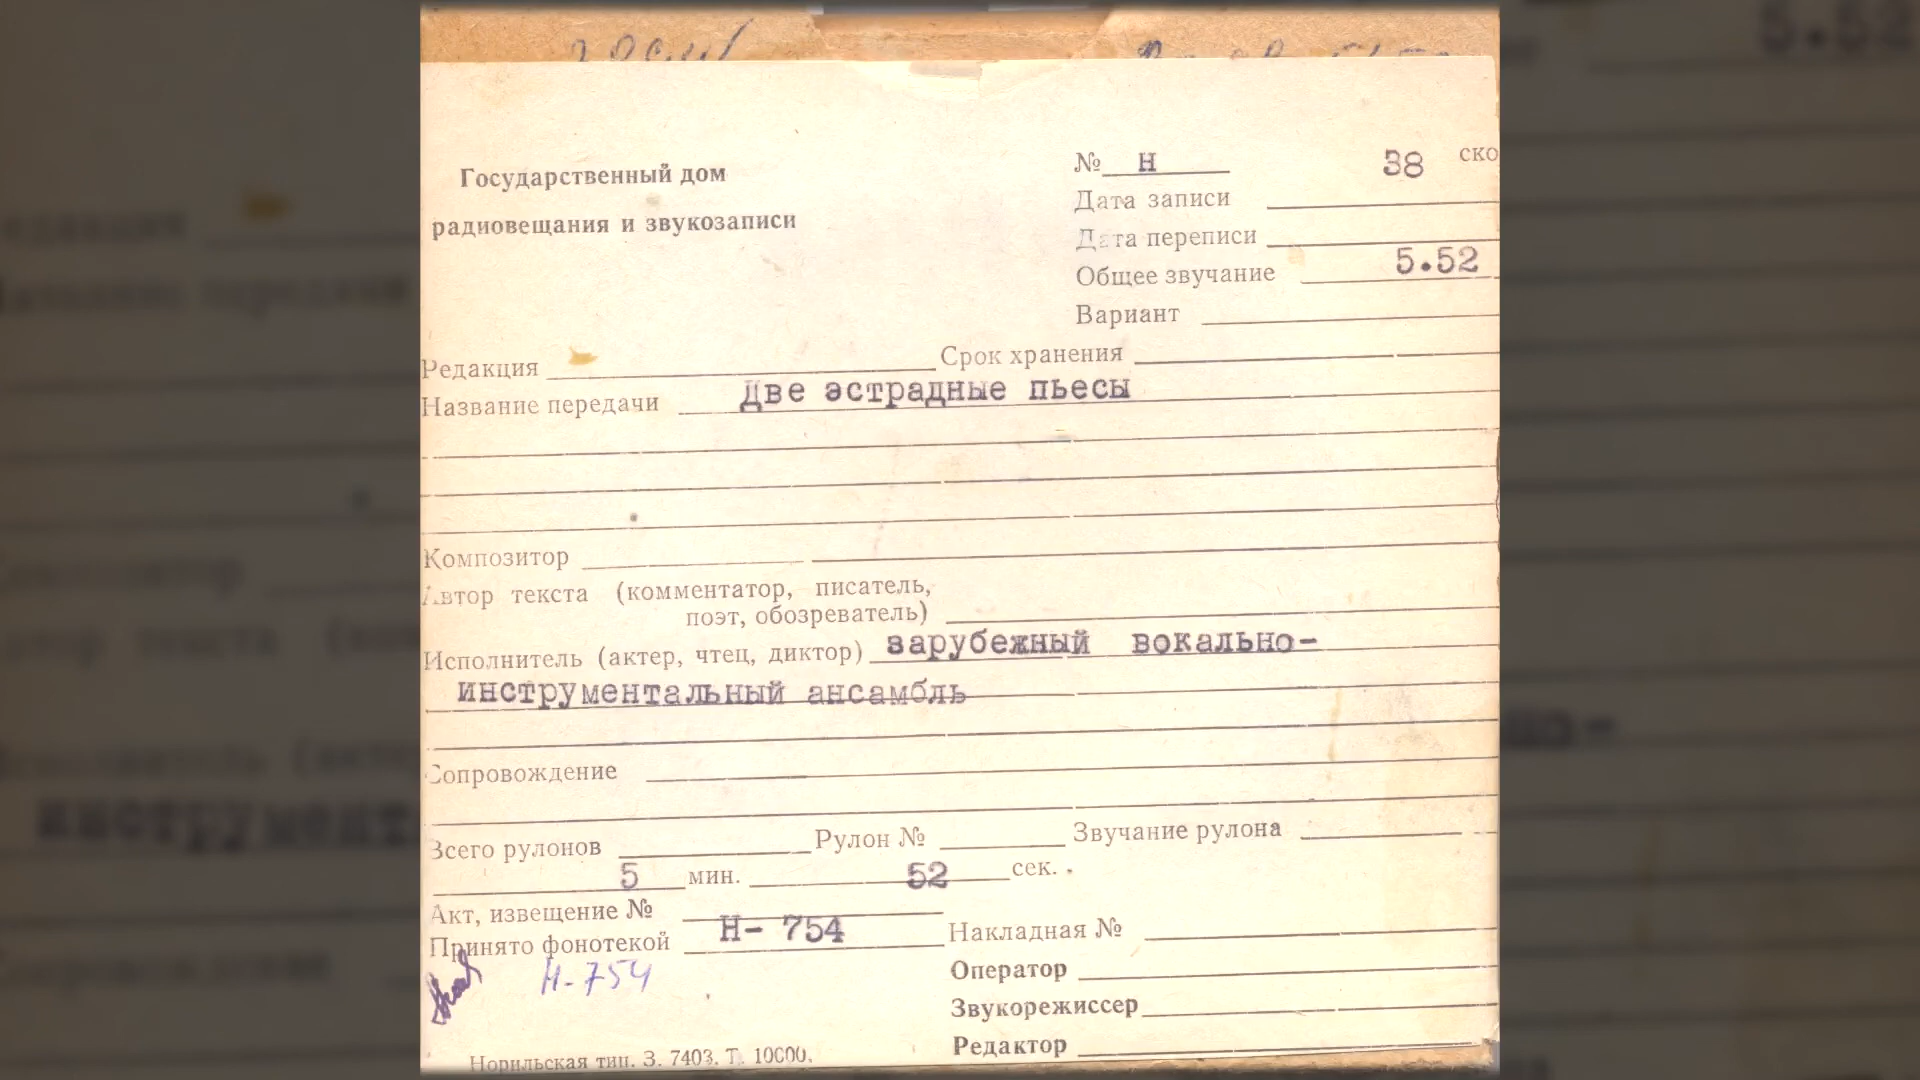 Государственный дом
радиовещания и звукозаписи
№ Н 38 ско
Дата записи
Дата переписи
Общее звучание 5.52
Вариант
Редакция Срок хранения
Название передачи Две эстрадные пьесы
Композитор
Автор текста (комментатор, писатель,
поэт, обозреватель)
Исполнитель (актер, чтец, диктор) зарубежный вокально-
инструментальный ансамбль
Сопровождение
Всего рулонов Рулон № Звучание рулона
5 мин. 52 сек.
Акт, извещение №
Принято фонотекой Н- 754 Накладная №
Н-754
Оператор
Звукорежиссер
Редактор
Норильская тип. З. 7403. Т. 10000.